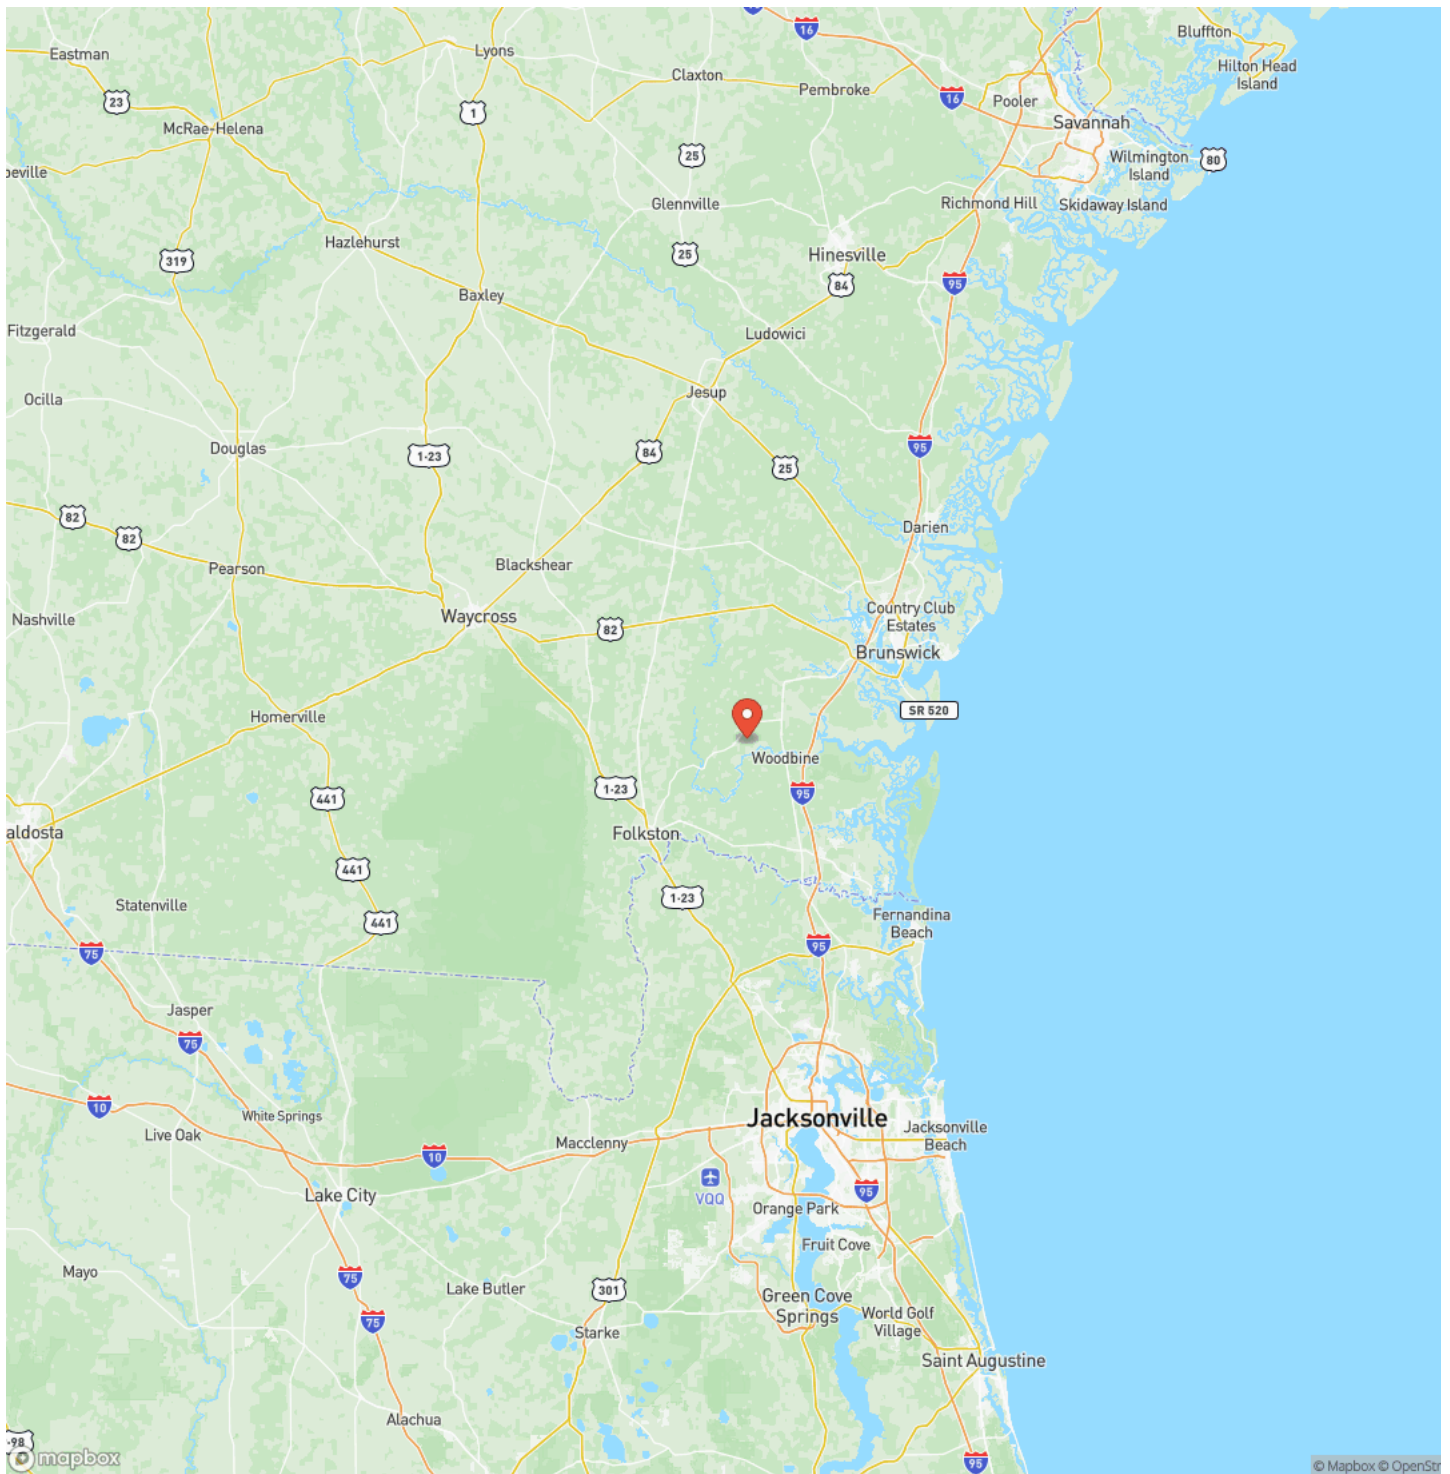 16
Bluffton
Eastman
Lyons
Hilton Head
Island
Claxton
Pembroke
23
1
16
Pooler
McRae-Helena
Savannah
25
Wilmington
Island
80
beville
Glennville
Richmond Hill
Skidaway Island
Hazlehurst
25
Hinesville
319
84
95
Baxley
Fitzgerald
Ludowici
Jesup
Ocilla
Douglas
1-23
84
95
25
82
82
Darien
Blackshear
Pearson
Nashville
Waycross
82
Country Club
Estates
Brunswick
Homerville
SR 520
Woodbine
441
1-23
95
aldosta
Folkston
441
1-23
Statenville
441
Fernandina
Beach
75
95
Jasper
75
10
White Springs
Jacksonville
Live Oak
Macclenny
Jacksonville
Beach
10
VQQ
95
Lake City
Orange Park
Fruit Cove
Mayo
75
Lake Butler
301
Green Cove
Springs
75
World Golf
Village
Starke
Saint Augustine
Alachua
-98
mapbox
95
© Mapbox © OpenStr